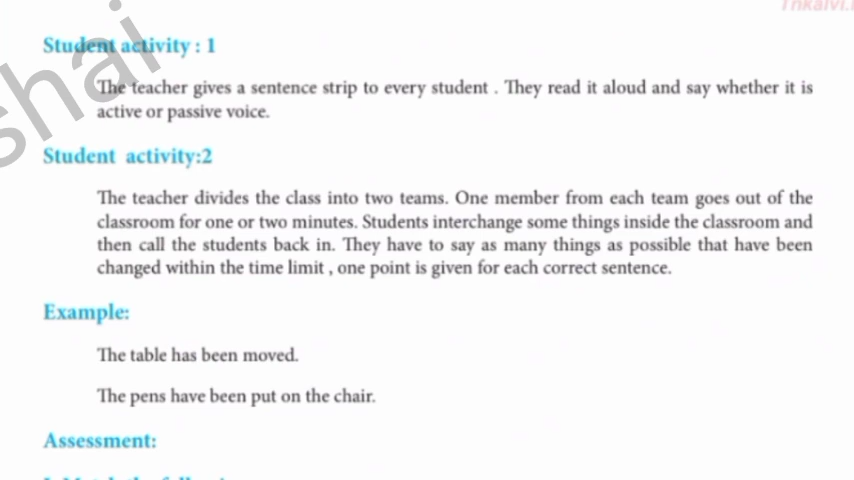 Tnkalvi.
Student activity : 1
The teacher gives a sentence strip to every student . They read it aloud and say whether it is
active or passive voice.
Student activity:2
The teacher divides the class into two teams. One member from each team goes out of the
classroom for one or two minutes. Students interchange some things inside the classroom and
then call the students back in. They have to say as many things as possible that have been
changed within the time limit , one point is given for each correct sentence.
Example:
The table has been moved.
The pens have been put on the chair.
Assessment:
shai